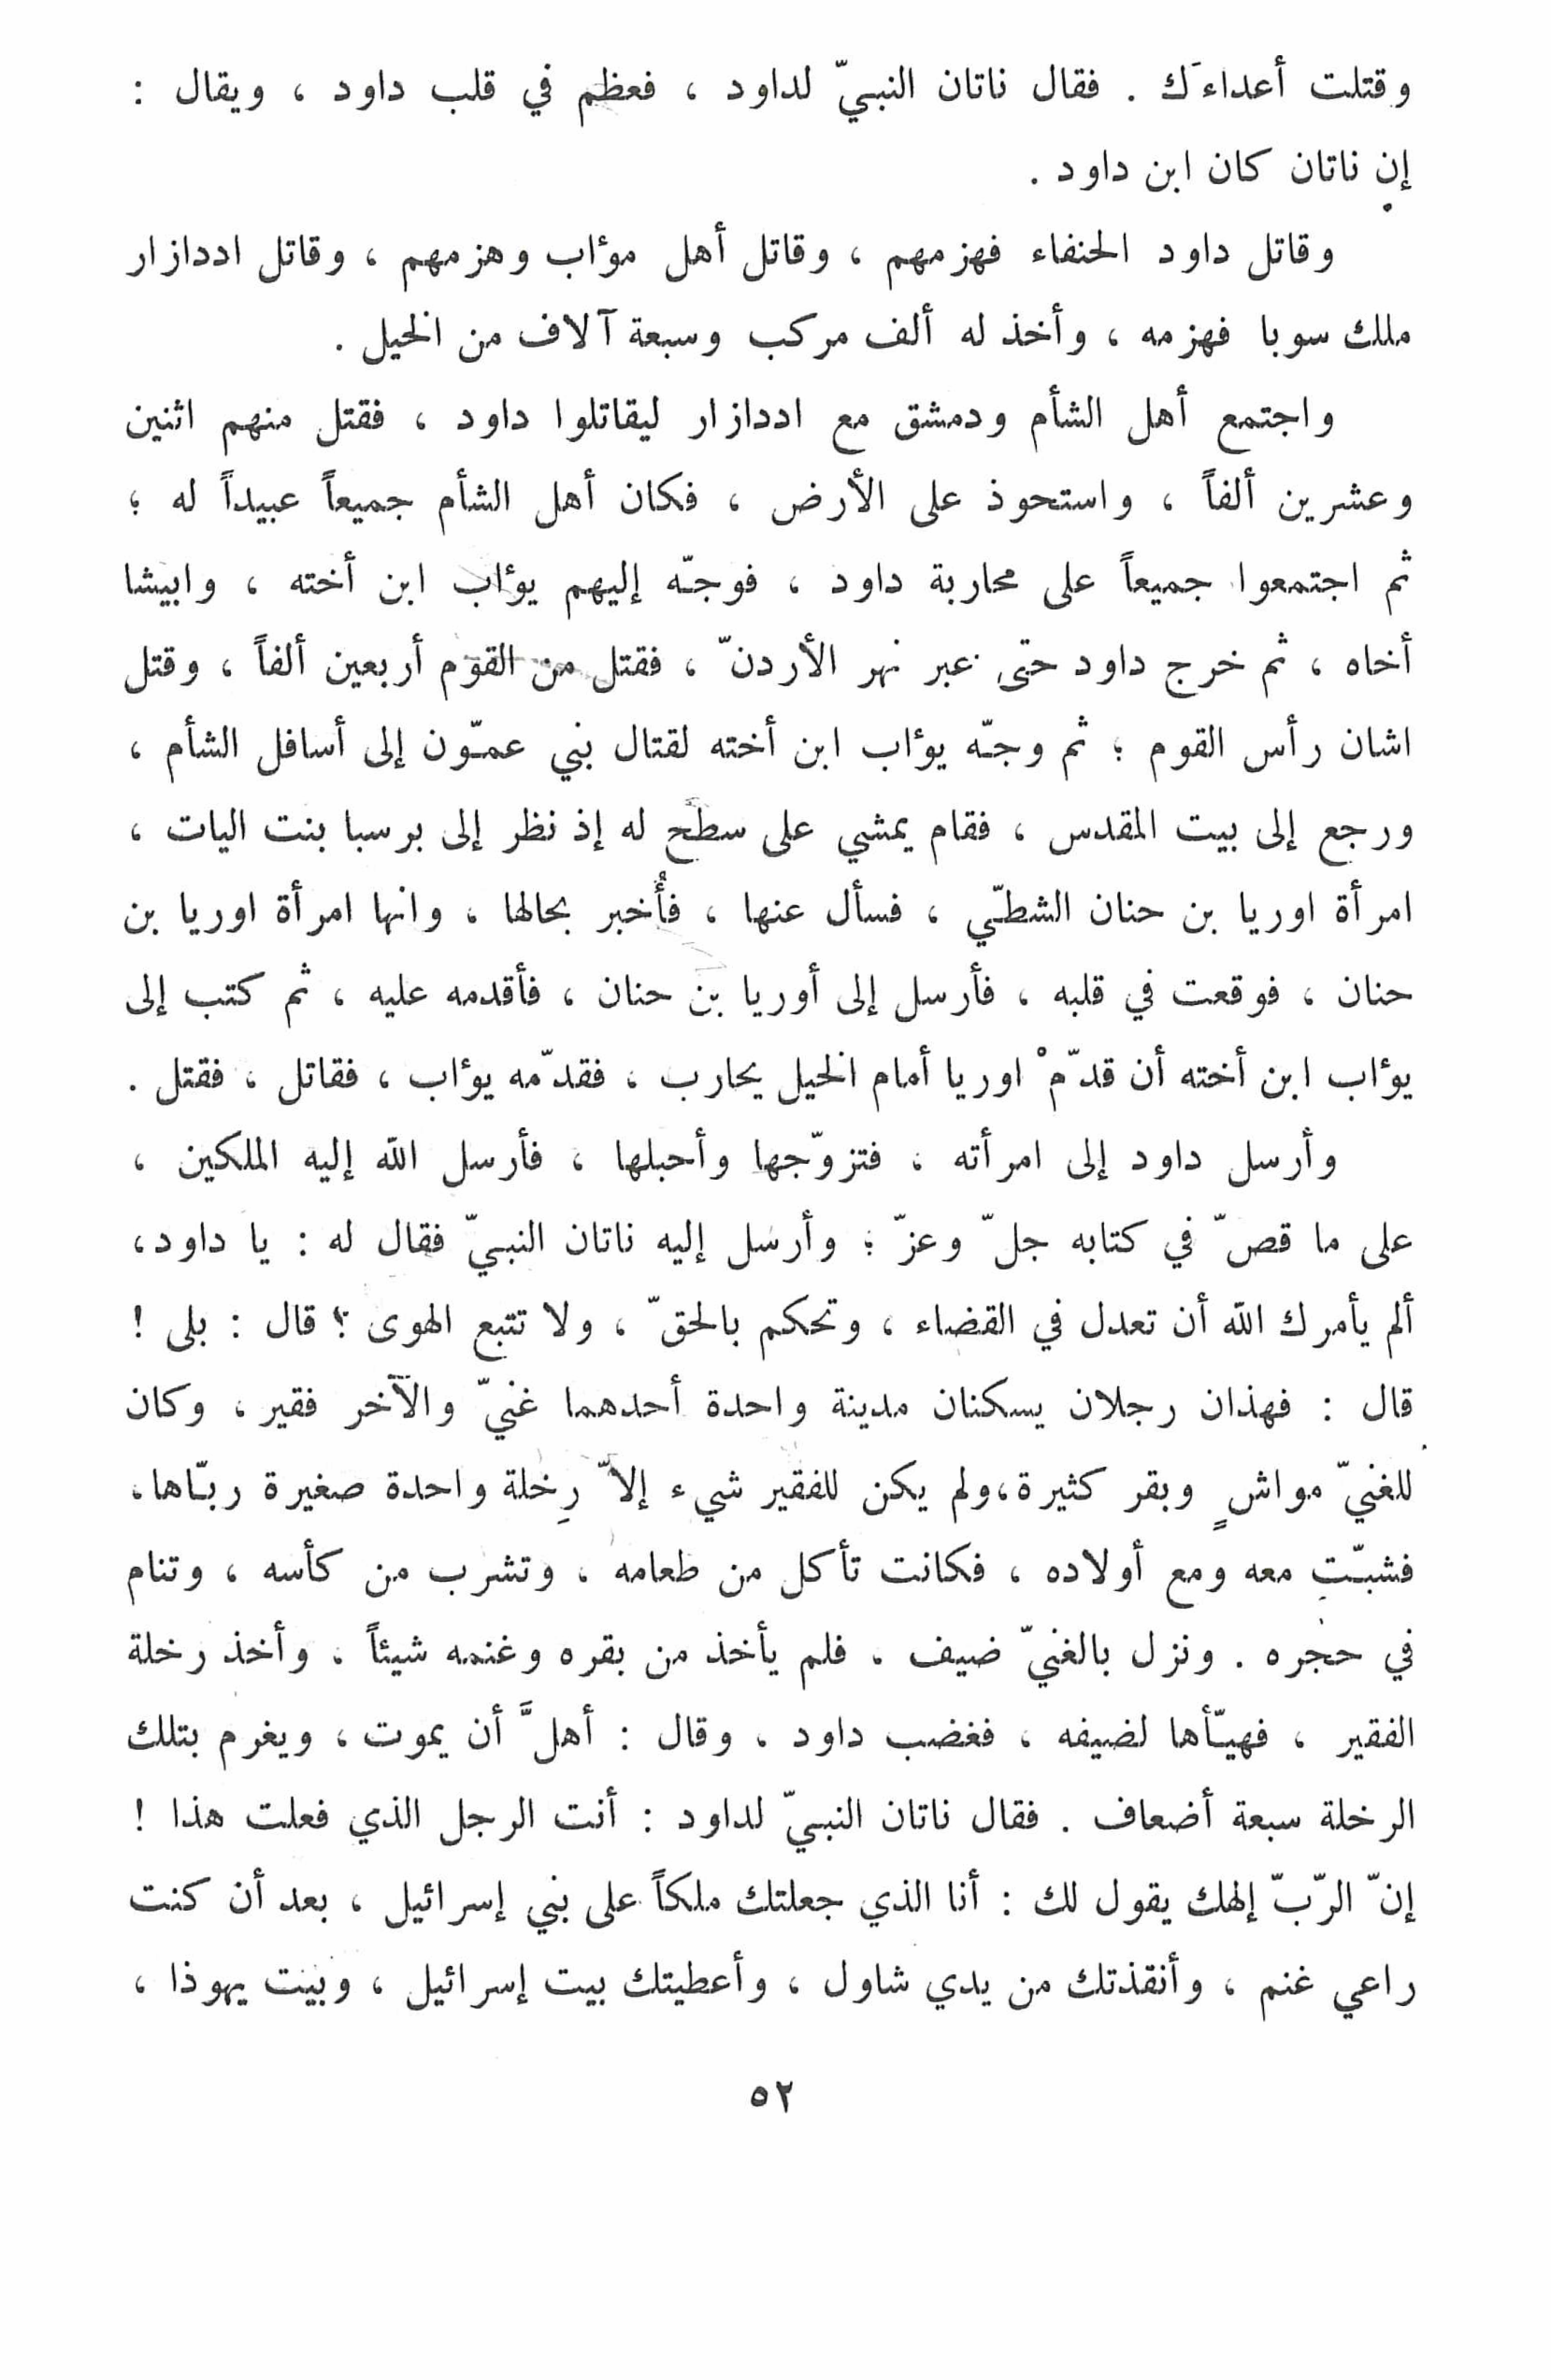 وقتلت أعداءَك . فقال ناتان النبيّ لداود ، فعظم في قلب داود ، ويقال :
إن ناتان كان ابن داود .
وقاتل داود الحنفاء فهزمهم ، وقاتل أهل مؤاب وهزمهم ، وقاتل اددازار
ملك سوبا فهزمه ، وأخذ له ألف مركب وسبعة آلاف من الخيل .
واجتمع أهل الشأم ودمشق مع اددازار ليقاتلوا داود ، فقتل منهم اثنين
وعشرين ألفاً ، واستحوذ على الأرض ، فكان أهل الشأم جميعاً عبيداً له ؛
ثم اجتمعوا جميعاً على محاربة داود ، فوجّه إليهم يوٴاب ابن أخته ، وابيشا
أخاه ، ثم خرج داود حتى عبر نهر الأردنّ ، فقتل من القوم أربعين ألفاً ، وقتل
اشان رأس القوم ؛ ثم وجّه يوٴاب ابن أخته لقتال بني عمّون إلى أسافل الشأم ،
ورجع إلى بيت المقدس ، فقام يمشي على سطح له إذ نظر إلى برسبا بنت اليات ،
امرأة اوريا بن حنان الشطّي ، فسأل عنها ، فأُخبر بحالها ، وانها امرأة اوريا بن
حنان ، فوقعت في قلبه ، فأرسل إلى أوريا بن حنان ، فأقدمه عليه ، ثم كتب إلى
يوٴاب ابن أخته أن قدّمْ اوريا أمام الخيل يحارب ، فقدّمه يوٴاب ، فقاتل ، فقتل .
وأرسل داود إلى امرأته ، فتزوّجها وأحبلها ، فأرسل الله إليه الملكين ،
على ما قصّ في كتابه جلّ وعزّ ؛ وأرسل إليه ناتان النبيّ فقال له : يا داود،
ألم يأمرك الله أن تعدل في القضاء ، وتحكم بالحقّ ، ولا تتبع الهوى ؟ قال : بلى !
قال : فهذان رجلان يسكنان مدينة واحدة أحدهما غنيّ والآخر فقير ، وكان
للغنيّ مواشٍ وبقر كثيرة،ولم يكن للفقير شيء إلاّ رِخلة واحدة صغيرة ربّاها،
فشبّت معه ومع أولاده ، فكانت تأكل من طعامه ، وتشرب من كأسه ، وتنام
في حجره . ونزل بالغنيّ ضيف ، فلم يأخذ من بقره وغنمه شيئاً ، وأخذ رخلة
الفقير ، فهيّأها لضيفه ، فغضب داود ، وقال : أهلَّ أن يموت ، ويغرم بتلك
الرخلة سبعة أضعاف . فقال ناتان النبيّ لداود : أنت الرجل الذي فعلت هذا !
إنّ الرّبّ إلهك يقول لك : أنا الذي جعلتك ملكاً على بني إسرائيل ، بعد أن كنت
راعي غنم ، وأنقذتك من يدي شاول ، وأعطيتك بيت إسرائيل ، وبيت يهوذا ،
٥٢